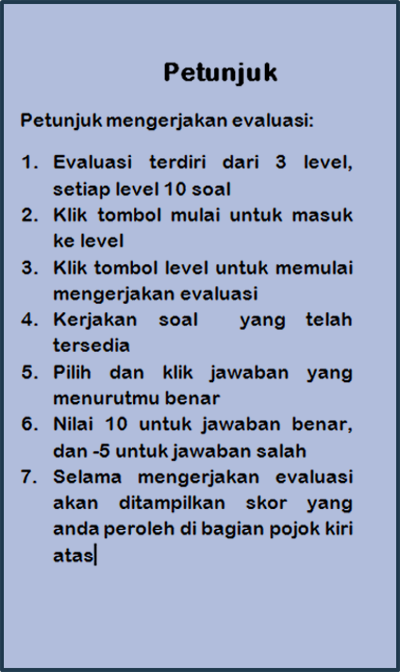 Petunjuk
Petunjuk mengerjakan evaluasi:
1. Evaluasi terdiri dari 3 level,
setiap level 10 soal
2. Klik tombol mulai untuk masuk
ke level
3. Klik tombol level untuk memulai
mengerjakan evaluasi
4. Kerjakan soal yang telah
tersedia
5. Pilih dan klik jawaban yang
menurutmu benar
6. Nilai 10 untuk jawaban benar,
dan -5 untuk jawaban salah
7. Selama mengerjakan evaluasi
akan ditampilkan skor yang
anda peroleh di bagian pojok kiri
atas